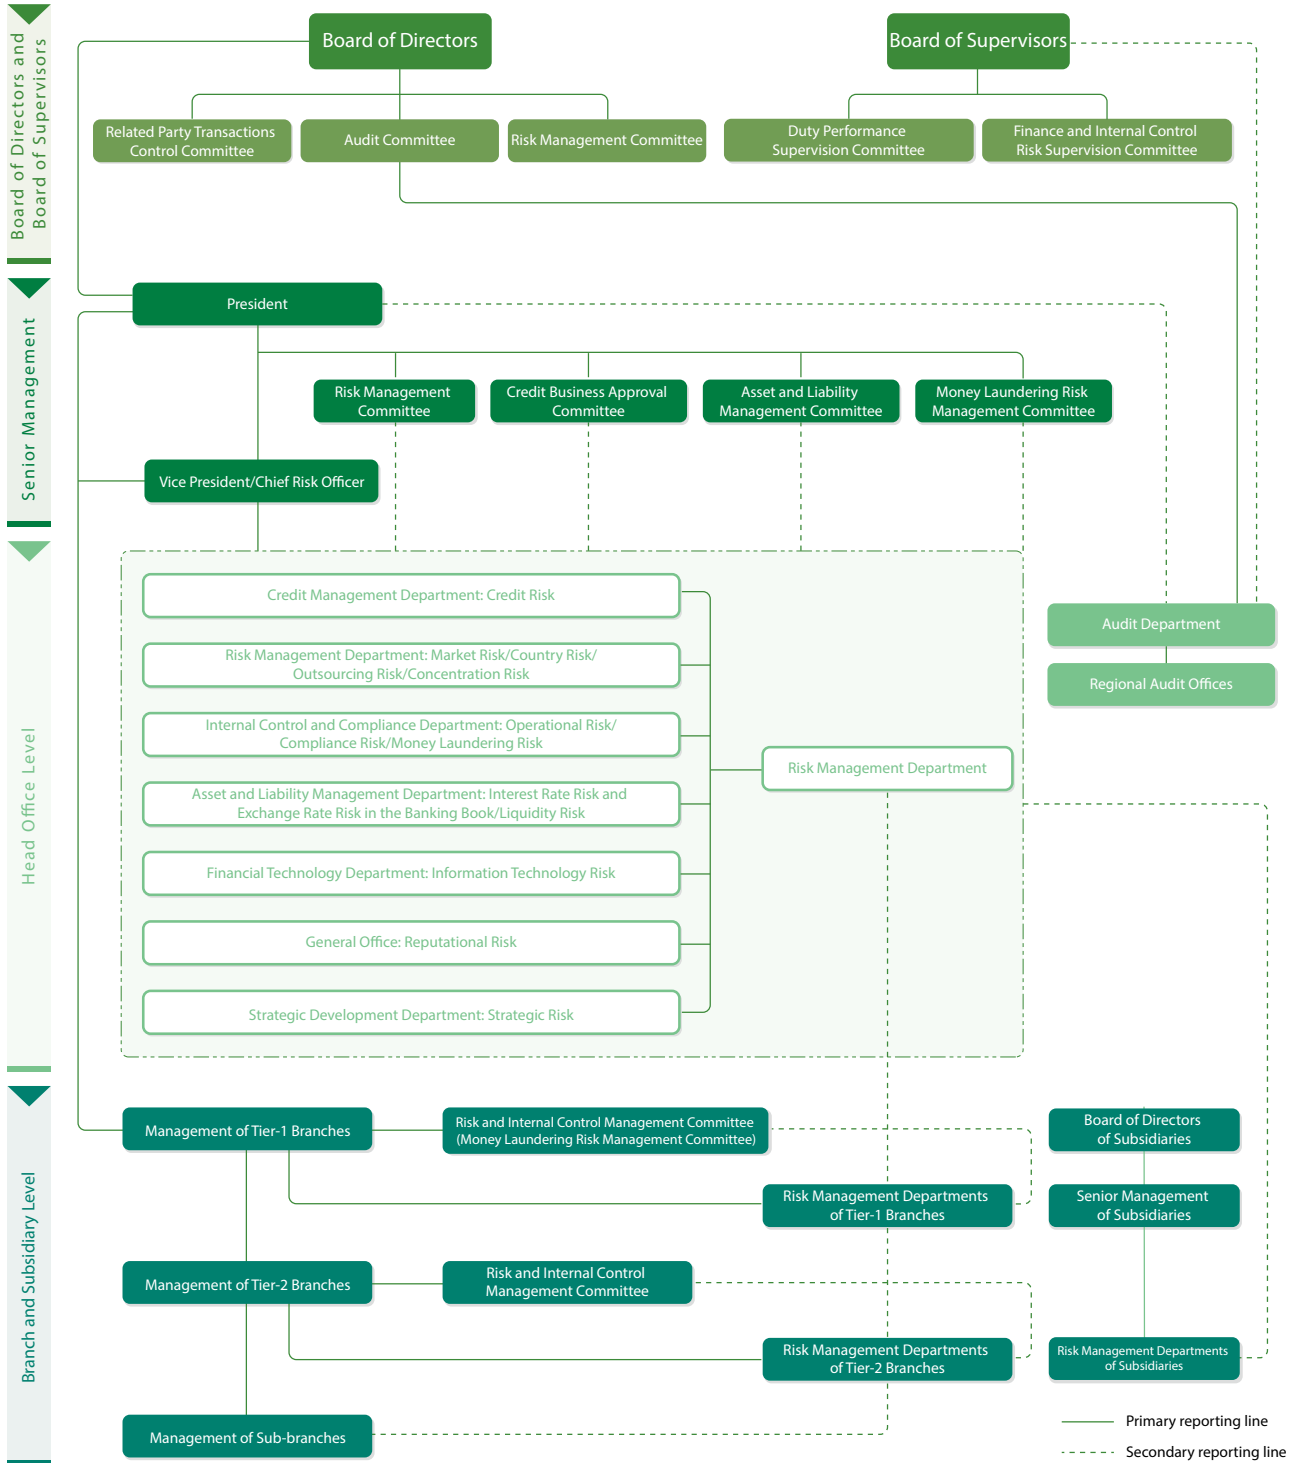 Board of Directors and
Board of Supervisors
Board of Directors
Board of Supervisors
Related Party Transactions
Control Committee
Audit Committee
Risk Management Committee
Duty Performance
Supervision Committee
Finance and Internal Control
Risk Supervision Committee
Senior Management
President
Risk Management
Committee
Credit Business Approval
Committee
Asset and Liability
Management Committee
Money Laundering Risk
Management Committee
Vice President/Chief Risk Officer
Head Office Level
Credit Management Department: Credit Risk
Risk Management Department: Market Risk/Country Risk/
Outsourcing Risk/Concentration Risk
Internal Control and Compliance Department: Operational Risk/
Compliance Risk/Money Laundering Risk
Asset and Liability Management Department: Interest Rate Risk and
Exchange Rate Risk in the Banking Book/Liquidity Risk
Financial Technology Department: Information Technology Risk
General Office: Reputational Risk
Strategic Development Department: Strategic Risk
Risk Management Department
Audit Department
Regional Audit Offices
Branch and Subsidiary Level
Management of Tier-1 Branches
Risk and Internal Control Management Committee
(Money Laundering Risk Management Committee)
Risk Management Departments
of Tier-1 Branches
Board of Directors
of Subsidiaries
Senior Management
of Subsidiaries
Management of Tier-2 Branches
Risk and Internal Control
Management Committee
Risk Management Departments
of Tier-2 Branches
Risk Management Departments
of Subsidiaries
Management of Sub-branches
Primary reporting line
Secondary reporting line